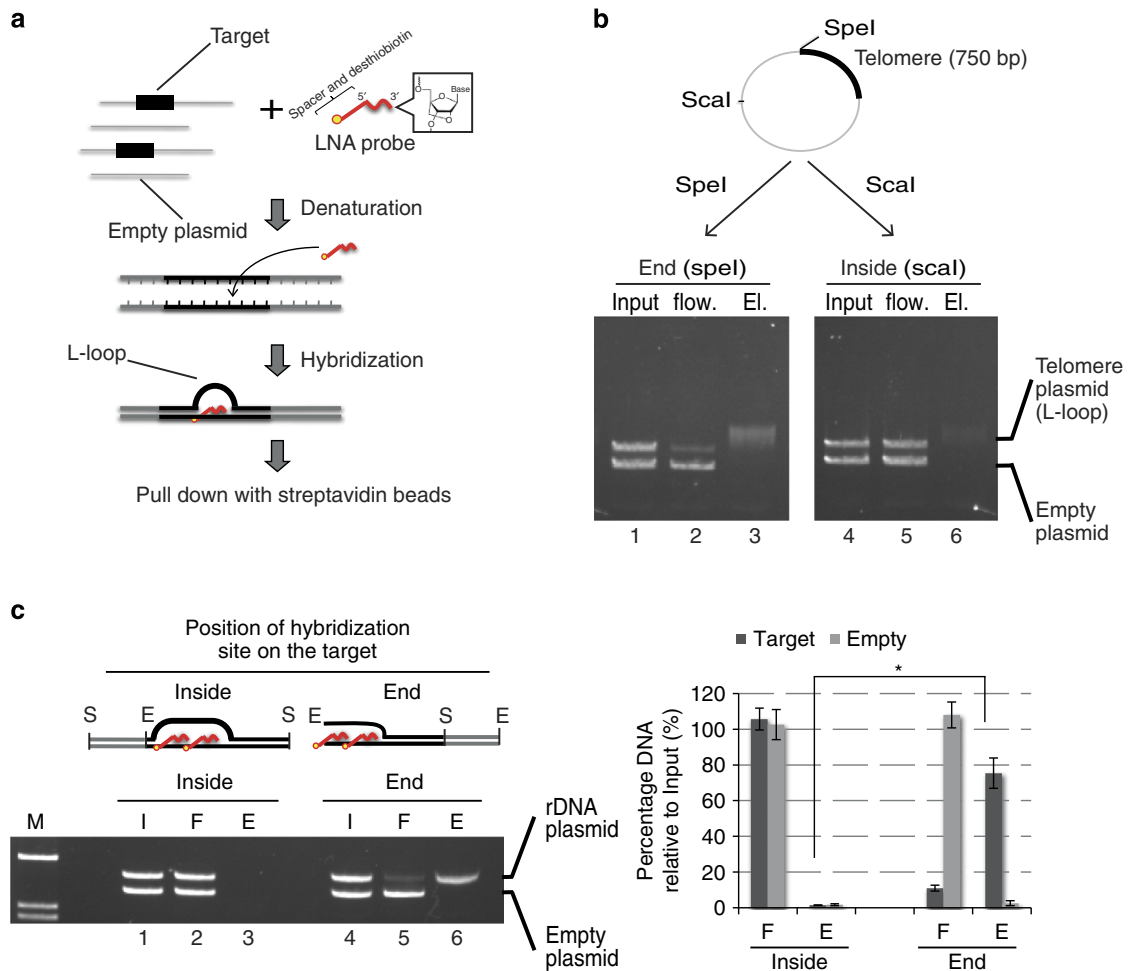 a
Target
Spacer and desthiobiotin
5′ 3′
Base
O
O
O
O
LNA probe
Empty plasmid
Denaturation
L-loop
Hybridization
Pull down with streptavidin beads
b
SpeI
Telomere (750 bp)
ScaI
SpeI
ScaI
End (speI)
Inside (scaI)
Input flow. El.
Input flow. El.
Telomere
plasmid
(L-loop)
Empty
plasmid
1 2 3
4 5 6
c
Position of hybridization
site on the target
Inside
End
S E S
E S E
Inside
End
M I F E I F E
rDNA
plasmid
Empty
plasmid
1 2 3 4 5 6
Target Empty
*
Percentage DNA
relative to Input (%)
120
100
80
60
40
20
0
F E F E
Inside End